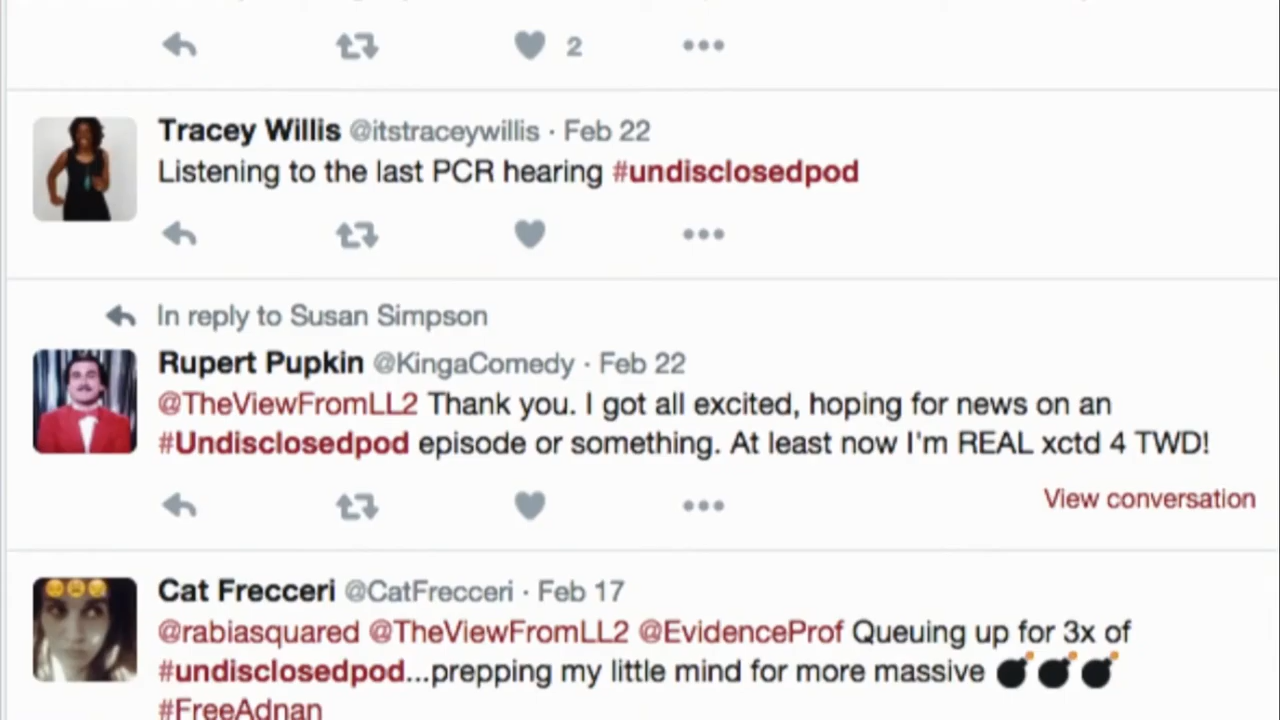 2
Tracey Willis @itstraceywillis · Feb 22
Listening to the last PCR hearing #undisclosedpod
In reply to Susan Simpson
Rupert Pupkin @KingaComedy · Feb 22
@TheViewFromLL2 Thank you. I got all excited, hoping for news on an
#Undisclosedpod episode or something. At least now I'm REAL xctd 4 TWD!
View conversation
Cat Frecceri @CatFrecceri · Feb 17
@rabiasquared @TheViewFromLL2 @EvidenceProf Queuing up for 3x of
#undisclosedpod...prepping my little mind for more massive 💣💣💣
#FreeAdnan